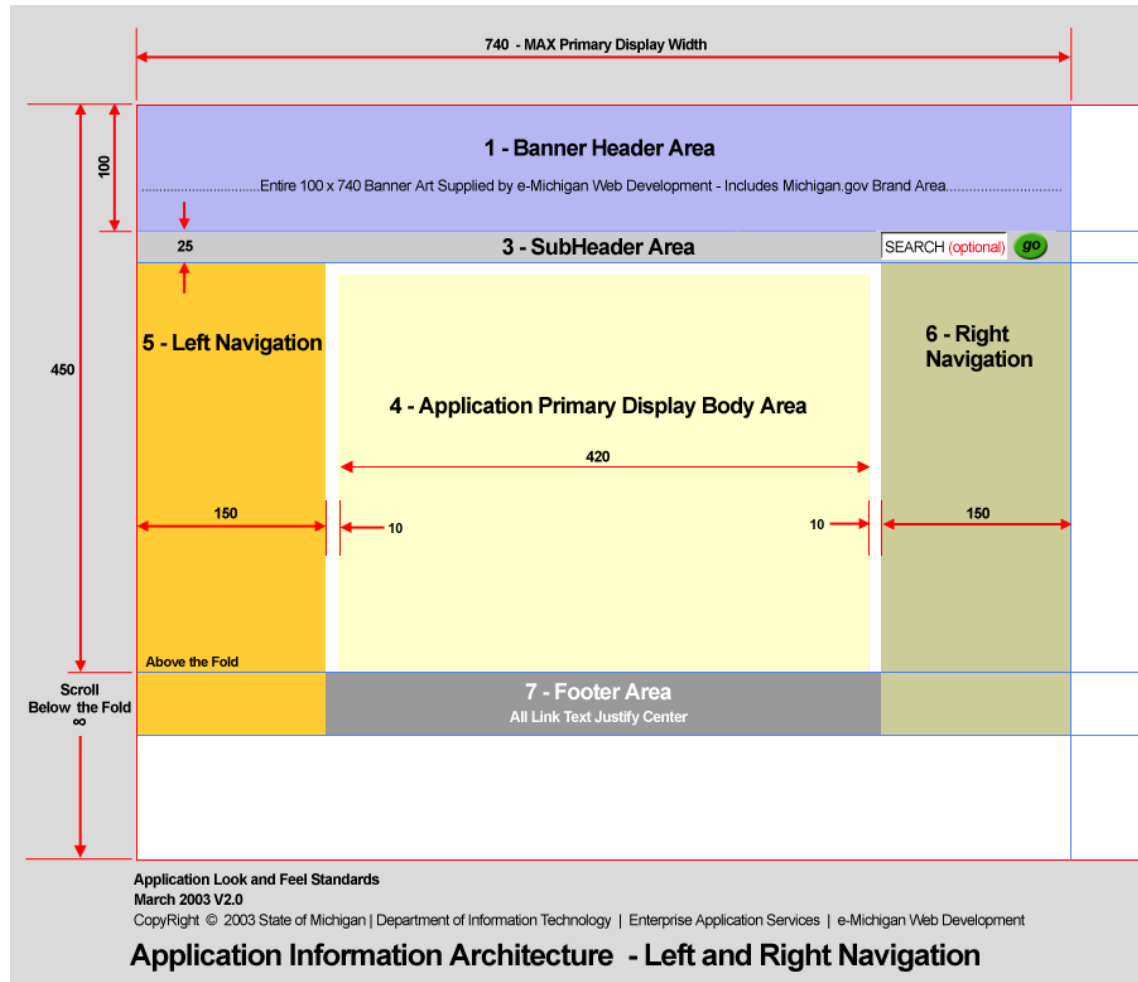 740 - MAX Primary Display Width
100
1 - Banner Header Area
Entire 100 x 740 Banner Art Supplied by e-Michigan Web Development - Includes Michigan.gov Brand Area
25
3 - SubHeader Area
SEARCH (optional)
go
450
5 - Left Navigation
6 - Right
Navigation
4 - Application Primary Display Body Area
420
150
10
10
150
Above the Fold
Scroll
Below the Fold
∞
7 - Footer Area
All Link Text Justify Center
Application Look and Feel Standards
March 2003 V2.0
CopyRight © 2003 State of Michigan | Department of Information Technology | Enterprise Application Services | e-Michigan Web Development
Application Information Architecture - Left and Right Navigation